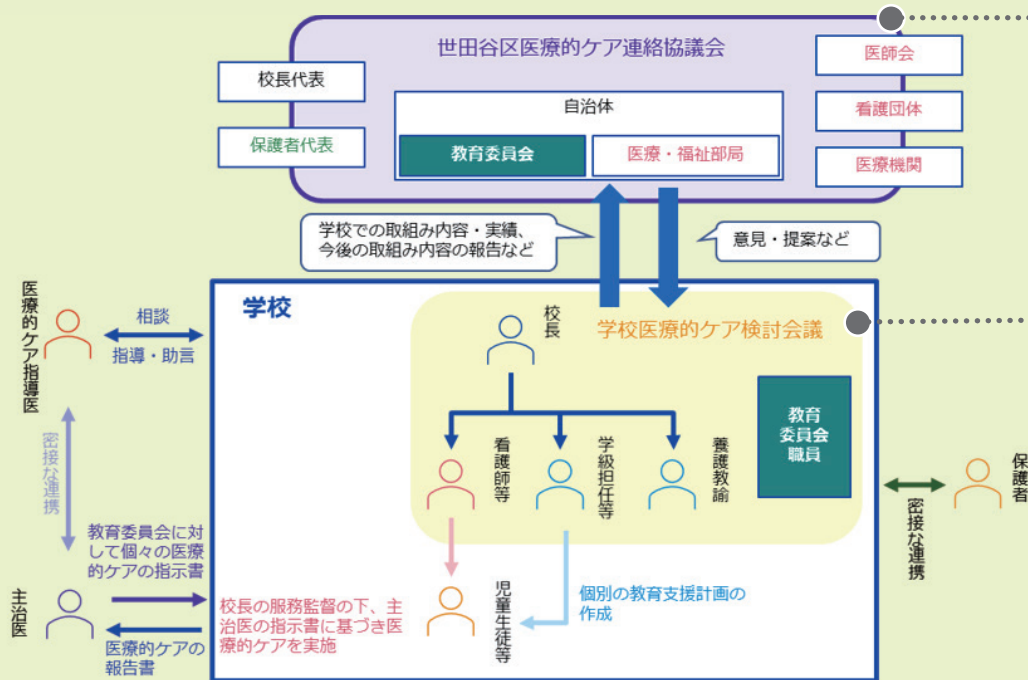 世田谷区医療的ケア連絡協議会
校長代表
保護者代表
自治体
教育委員会
医療・福祉部局
医師会
看護団体
医療機関
学校での取組み内容・実績、
今後の取組み内容の報告など
意見・提案など
学校
学校医療的ケア検討会議
校長
看護師等
学級担任等
養護教諭
教育
委員会
職員
医療的ケア指導医
相談
指導・助言
密接な連携
教育委員会に対
して個々の医療
的ケアの指示書
主治医
医療的ケアの
報告書
校長の服務監督の下、主
治医の指示書に基づき医
療的ケアを実施
児童生徒等
個別の教育支援計画の
作成
保護者
密接な連携